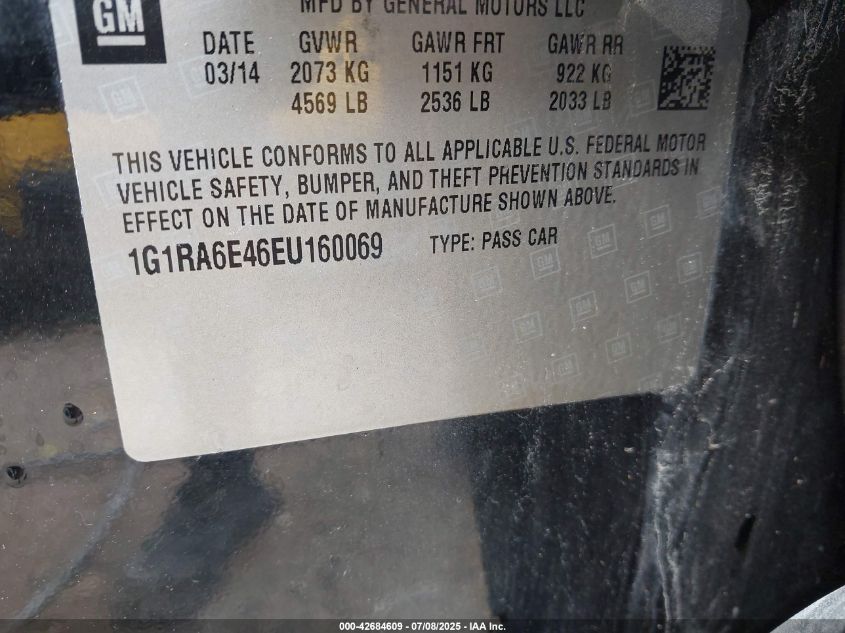 MFD BY GENERAL MOTORS LLC
GM
DATE GVWR GAWR FRT GAWR RR
03/14 2073 KG 1151 KG 922 KG
4569 LB 2536 LB 2033 LB
THIS VEHICLE CONFORMS TO ALL APPLICABLE U.S. FEDERAL MOTOR
VEHICLE SAFETY, BUMPER, AND THEFT PREVENTION STANDARDS IN
EFFECT ON THE DATE OF MANUFACTURE SHOWN ABOVE.
1G1RA6E46EU160069 TYPE: PASS CAR
000-42684609 - 07/08/2025 - IAA Inc.